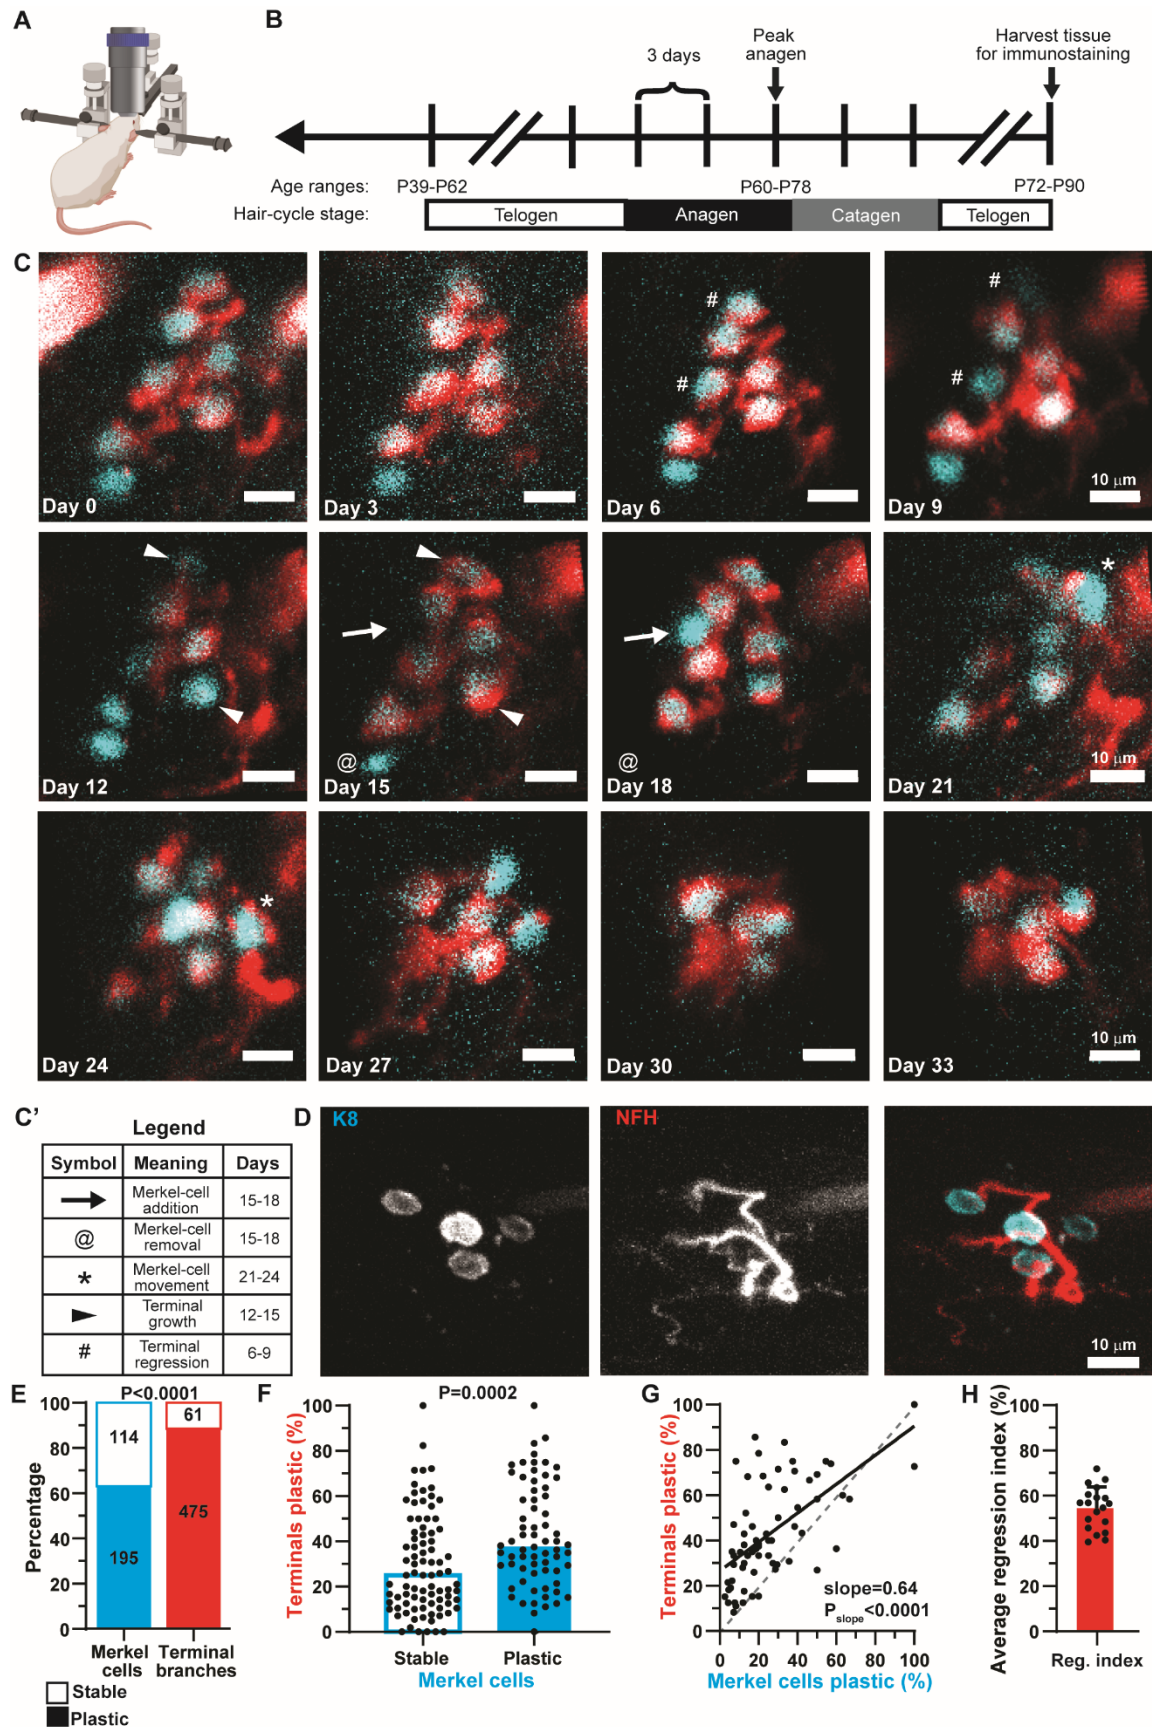 A
B
3 days
Peak
anagen
Harvest tissue
for immunostaining
Age ranges:
P39-P62
P60-P78
P72-P90
Hair-cycle stage:
Telogen
Anagen
Catagen
Telogen
C
#
#
#
#
Day 0
Day 3
Day 6
Day 9
10 µm
*
@
@
Day 12
Day 15
Day 18
Day 21
10 µm
*
Day 24
Day 27
Day 30
Day 33
10 µm
C'
Legend
Symbol Meaning Days
Merkel-cell
addition
15-18
@
Merkel-cell
removal
15-18
*
Merkel-cell
movement
21-24
Terminal
growth
12-15
#
Terminal
regression
6-9
D
K8
NFH
10 µm
E
P<0.0001
Percentage
100
80
60
40
20
0
114
195
61
475
Merkel
cells
Terminal
branches
Stable
Plastic
F
P=0.0002
Terminals plastic (%)
100
80
60
40
20
0
Stable
Plastic
Merkel cells
G
Terminals plastic (%)
100
80
60
40
20
0
slope=0.64
Pslope<0.0001
0 20 40 60 80 100
Merkel cells plastic (%)
H
Average regression index (%)
100
80
60
40
20
0
Reg. index